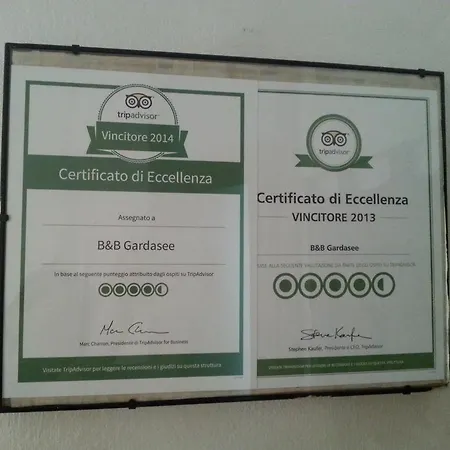 tripadvisor
Vincitore 2014
Certificato di Eccellenza
Assegnato a
B&B Gardasee
In base al seguente punteggio attribuito dagli ospiti su TripAdvisor
Marc Charron, Presidente di TripAdvisor for Business
Visitate TripAdvisor per leggere le recensioni e i giudizi su questa struttura
tripadvisor
Certificato di Eccellenza
VINCITORE 2013
B&B Gardasee
Stephen Kaufer, Presidente e CEO, TripAdvisor